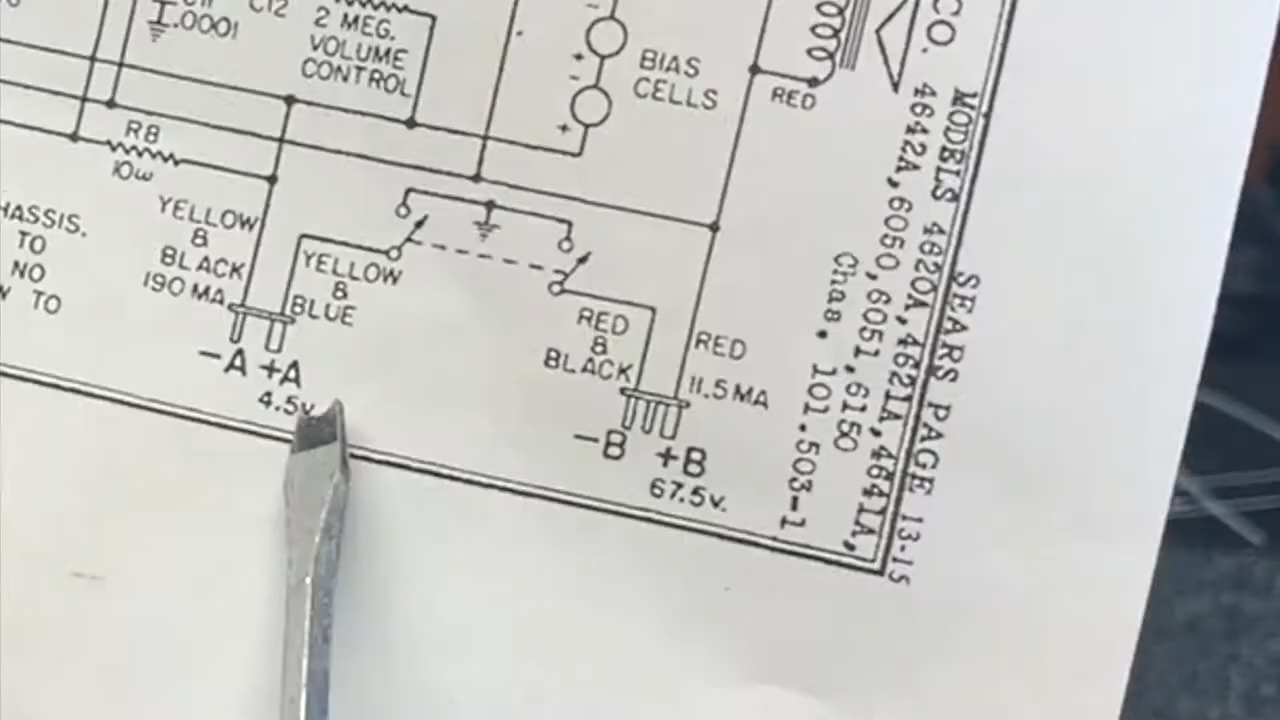 C12
.0001
2 MEG.
VOLUME
CONTROL
BIAS
CELLS
+
-
+
RED
R8
10ω
HASSIS.
TO
NO
TO
YELLOW
&
BLACK
190 MA.
YELLOW
&
BLUE
-A +A
4.5v
RED
&
BLACK
RED
11.5 MA
-B +B
67.5v.
SEARS PAGE 13-15
CO. MODELS 4620A, 4621A, 4641A,
4642A, 6050, 6051, 6150
Chas. 101.503-1